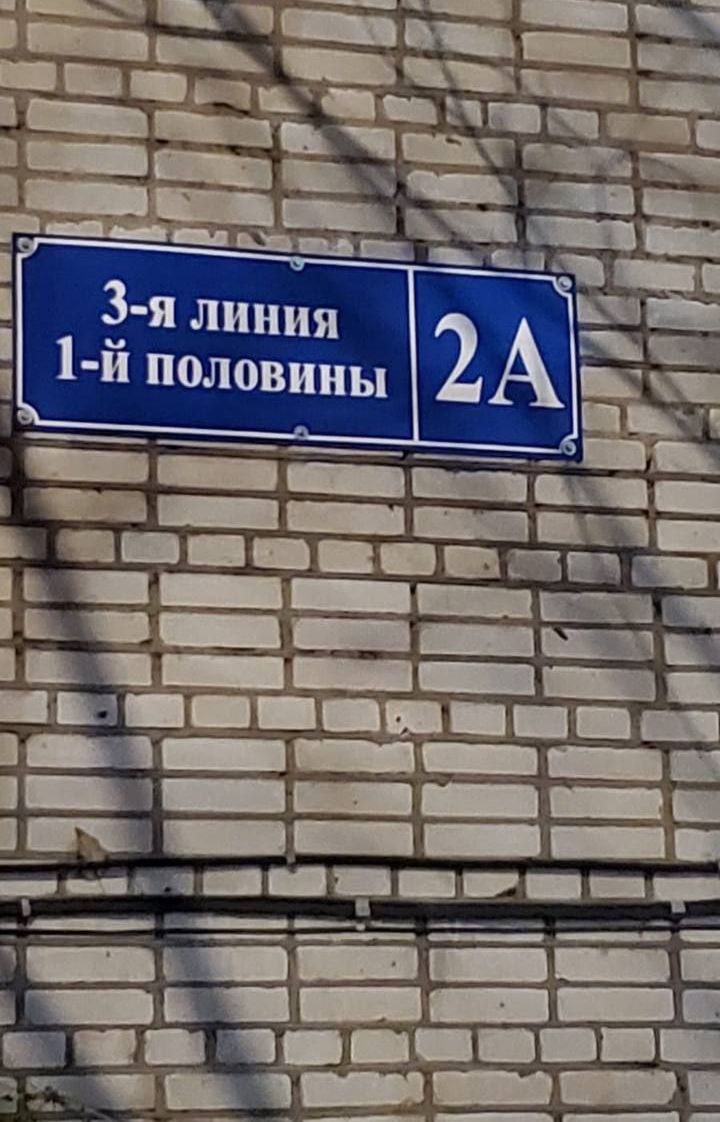 3-я линия
1-й половины
2А